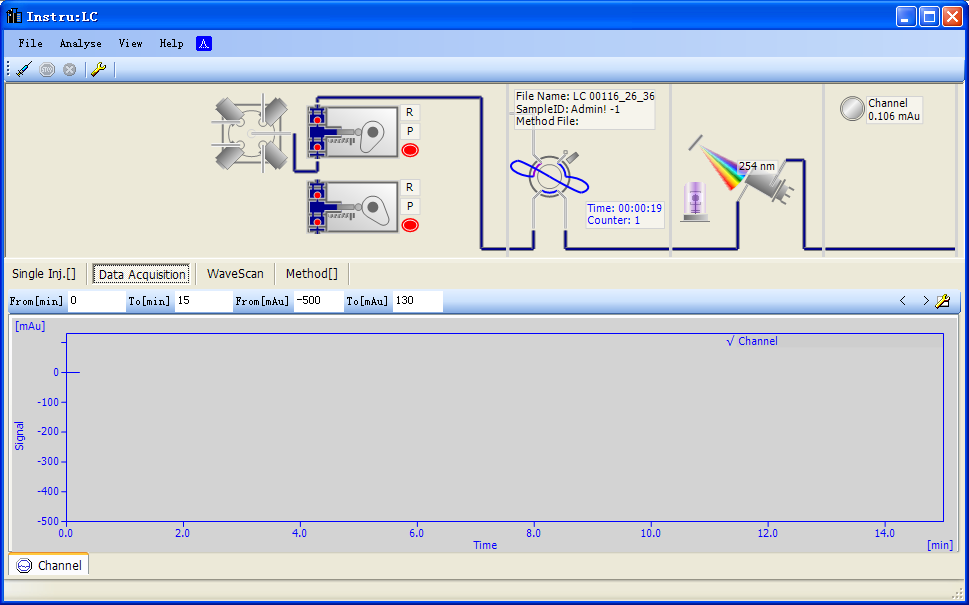 Instru:LC
File Analyse View Help
R
P
R
P
File Name: LC 00116_26_36
SampleID: Admin! -1
Method File:
Time: 00:00:19
Counter: 1
254 nm
Channel
0.106 mAu
Single Inj.[] Data Acquisition WaveScan Method[]
From[min] 0 To[min] 15 From[mAu] -500 To[mAu] 130
[mAu]
√ Channel
0
-100
-200
-300
-400
-500
Signal
0.0 2.0 4.0 6.0 8.0 10.0 12.0 14.0
Time
[min]
Channel